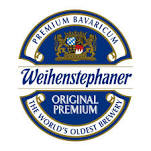 PREMIUM BAVARICUM
Weihenstephaner
ORIGINAL
PREMIUM
THE WORLD'S OLDEST BREWERY